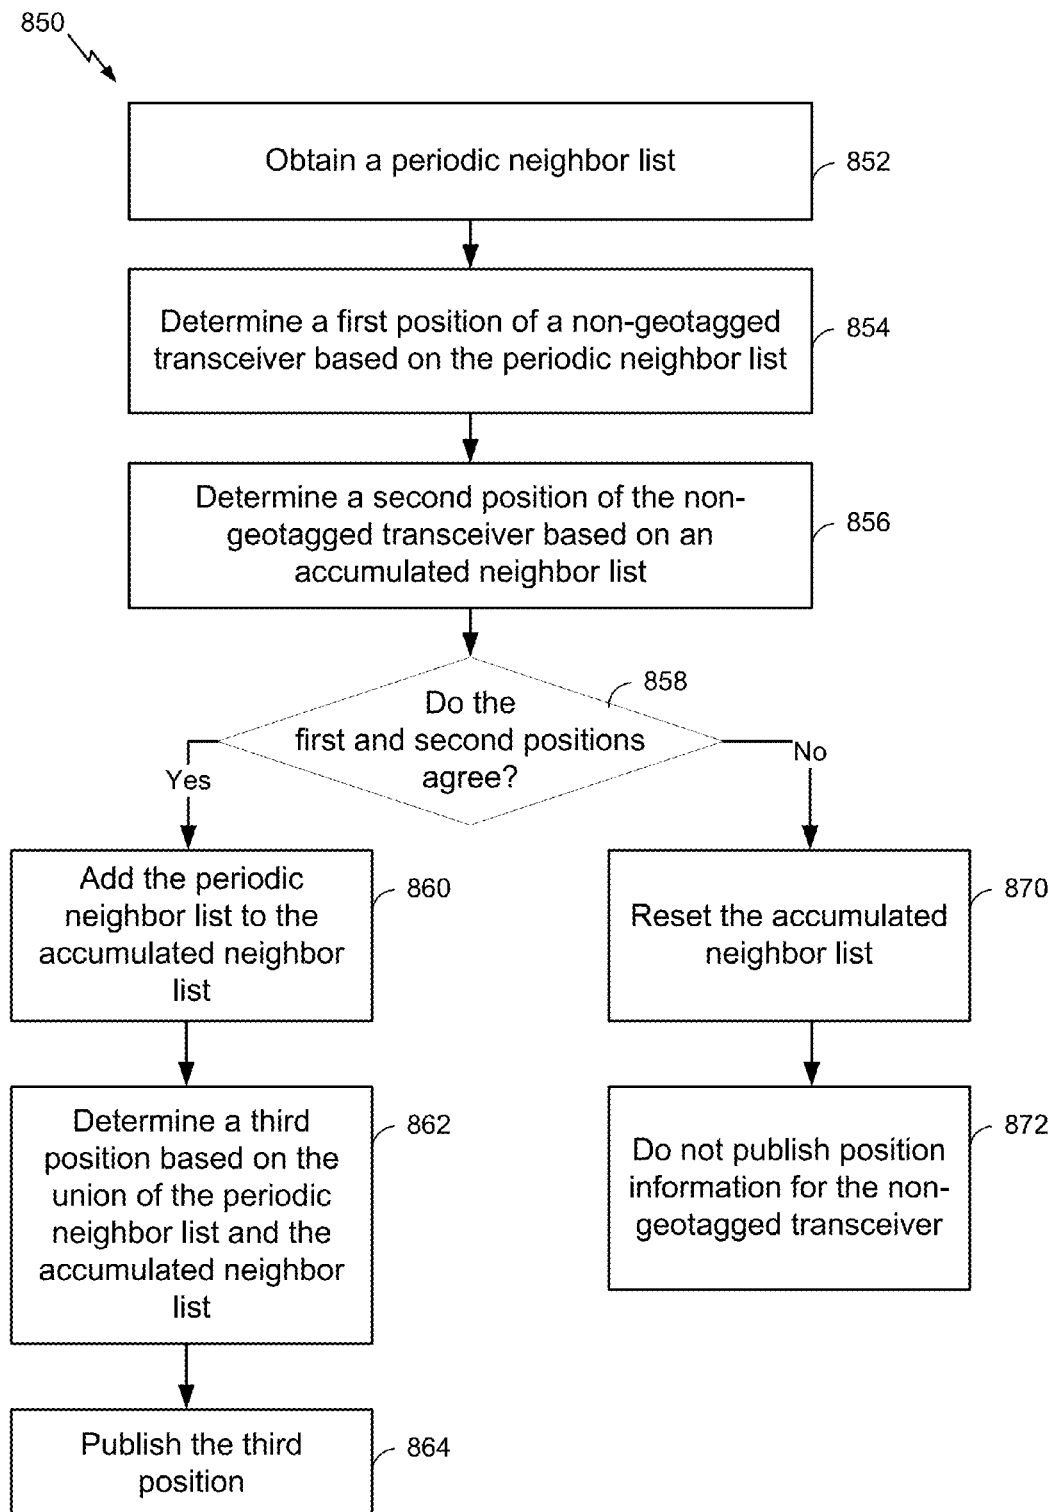 850
Obtain a periodic neighbor list
852
Determine a first position of a non-geotagged
transceiver based on the periodic neighbor list
854
Determine a second position of the non-
geotagged transceiver based on an
accumulated neighbor list
856
Do the
first and second positions
agree?
858
Yes
No
Add the periodic
neighbor list to the
accumulated neighbor
list
860
Reset the accumulated
neighbor list
870
Determine a third
position based on the
union of the periodic
neighbor list and the
accumulated neighbor
list
862
Do not publish position
information for the non-
geotagged transceiver
872
Publish the third
position
864